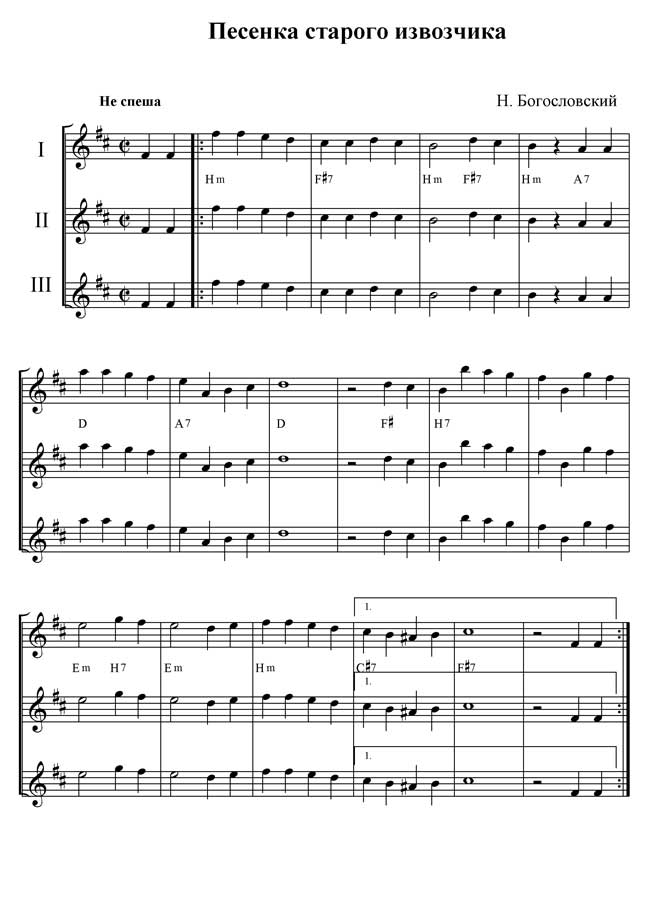 Песенка старого извозчика
Не спеша
Н. Богословский
I
Hm F#7 Hm F#7 Hm A7
II
III
D A7 D F# H7
1.
Em H7 Em Hm C#7 F#7
1.
1.